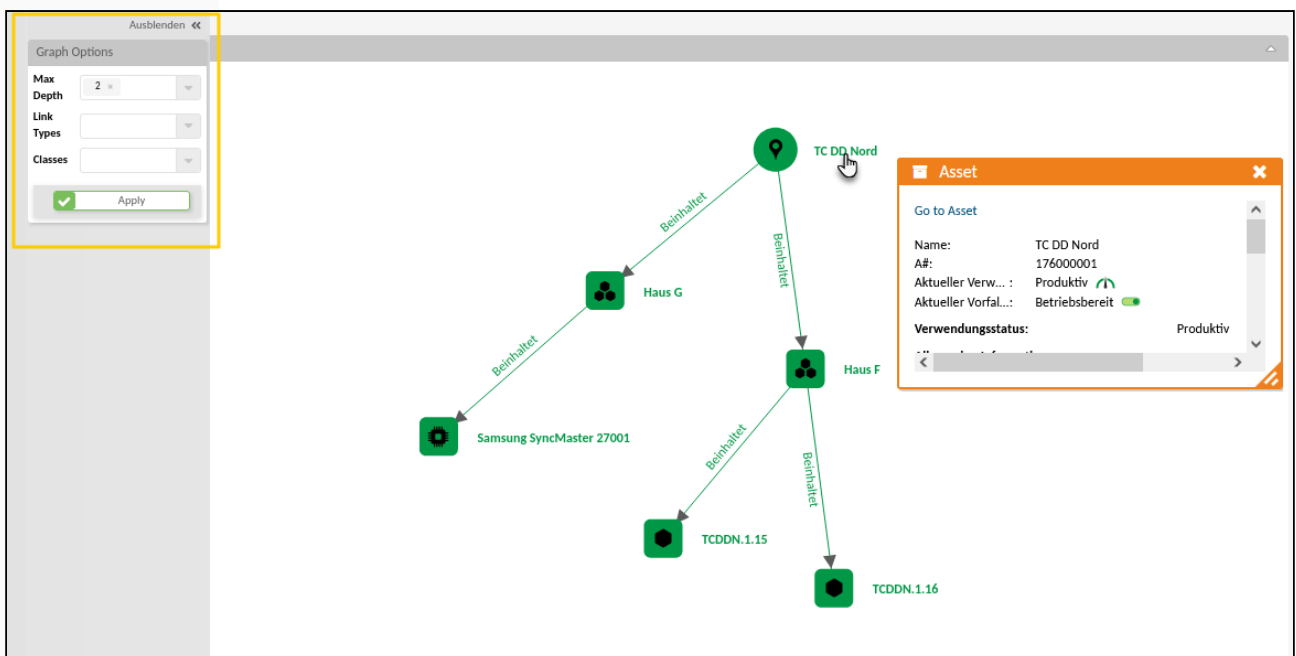 Ausblenden «
Graph Options
Max Depth
2 ×
Link Types
Classes
Apply
TC DD Nord
Beinhaltet
Beinhaltet
Haus G
Haus F
Beinhaltet
Samsung SyncMaster 27001
Beinhaltet
Beinhaltet
TCDDN.1.15
TCDDN.1.16
Asset
Go to Asset
Name: TC DD Nord
A#: 176000001
Aktueller Verw... : Produktiv
Aktueller Vorfal...: Betriebsbereit
Verwendungsstatus: Produktiv